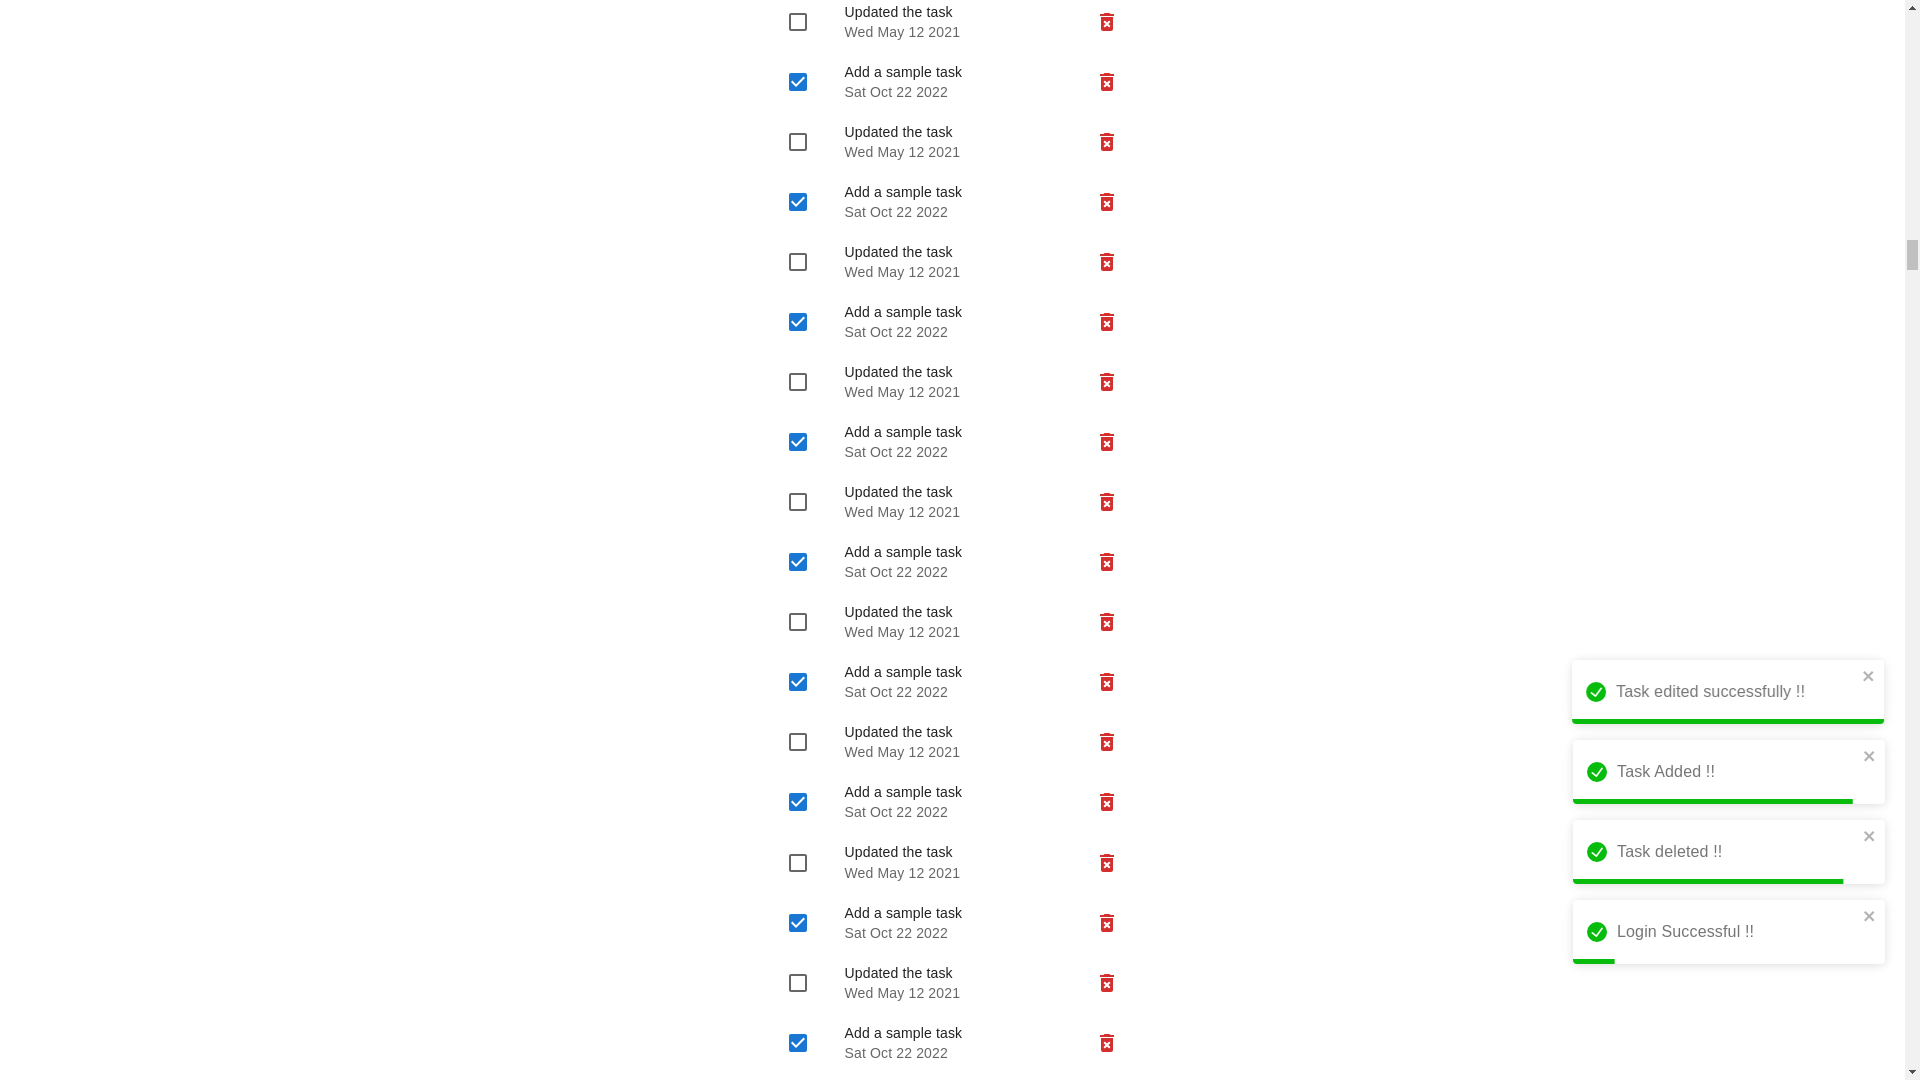 Updated the task
Wed May 12 2021
Add a sample task
Sat Oct 22 2022
Updated the task
Wed May 12 2021
Add a sample task
Sat Oct 22 2022
Updated the task
Wed May 12 2021
Add a sample task
Sat Oct 22 2022
Updated the task
Wed May 12 2021
Add a sample task
Sat Oct 22 2022
Updated the task
Wed May 12 2021
Add a sample task
Sat Oct 22 2022
Updated the task
Wed May 12 2021
Add a sample task
Sat Oct 22 2022
Updated the task
Wed May 12 2021
Add a sample task
Sat Oct 22 2022
Updated the task
Wed May 12 2021
Add a sample task
Sat Oct 22 2022
Updated the task
Wed May 12 2021
Add a sample task
Sat Oct 22 2022
Task edited successfully !!
Task Added !!
Task deleted !!
Login Successful !!